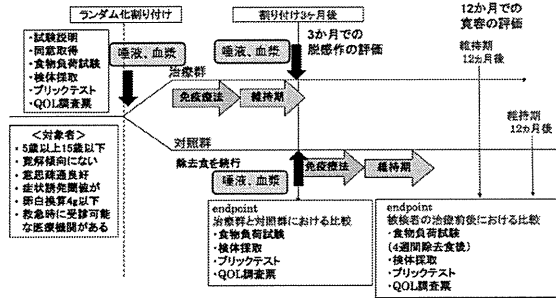 ランダム化割り付け
割り付け3ヶ月後
12か月での
真容の評価
・試験説明
・同意取得
・食物負荷試験
・検体採取
・プリックテスト
・QOL調査票
唾液、血漿
唾液、血漿
3か月での
脱感作の評価
維持期
12ヵ月後
治療群
免疫療法
維持期
維持期
12ヵ月後
対照群
除去食を続行
免疫療法
維持期
唾液、血漿
<対象者>
・5歳以上15歳以下
・寛解傾向にない
・意思疎通良好
・症状誘発閾値が
卵白換算4g以下
・救急時に受診可能
な医療機関がある
endpoint
治療群と対照群における比較
・食物負荷試験
・検体採取
・プリックテスト
・QOL調査票
endpoint
被検者の治療前後における比較
・食物負荷試験
(4週間除去食後)
・検体採取
・プリックテスト
・QOL調査票